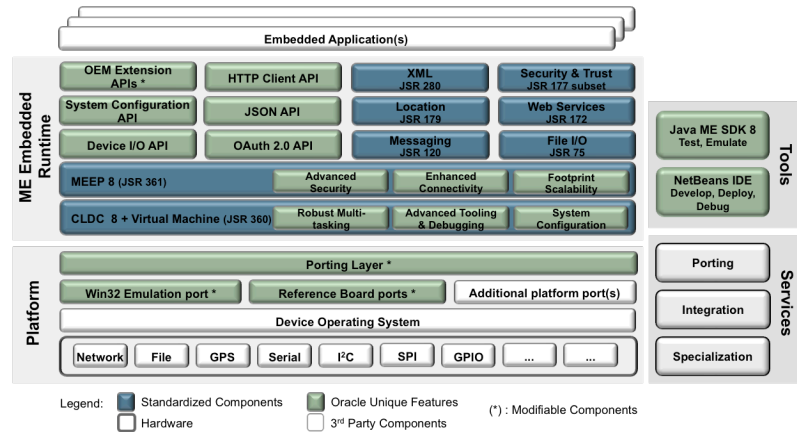 Embedded Application(s)
ME Embedded
Runtime
OEM Extension
APIs *
HTTP Client API
XML
JSR 280
Security & Trust
JSR 177 subset
System Configuration
API
JSON API
Location
JSR 179
Web Services
JSR 172
Device I/O API
OAuth 2.0 API
Messaging
JSR 120
File I/O
JSR 75
MEEP 8 (JSR 361)
Advanced
Security
Enhanced
Connectivity
Footprint
Scalability
CLDC 8 + Virtual Machine (JSR 360)
Robust Multi-
tasking
Advanced Tooling
& Debugging
System
Configuration
Tools
Java ME SDK 8
Test, Emulate
NetBeans IDE
Develop, Deploy,
Debug
Platform
Porting Layer *
Win32 Emulation port *
Reference Board ports *
Additional platform port(s)
Device Operating System
Network
File
GPS
Serial
I²C
SPI
GPIO
...
...
Services
Porting
Integration
Specialization
Legend:
Standardized Components
Oracle Unique Features
(*) : Modifiable Components
Hardware
3rd Party Components